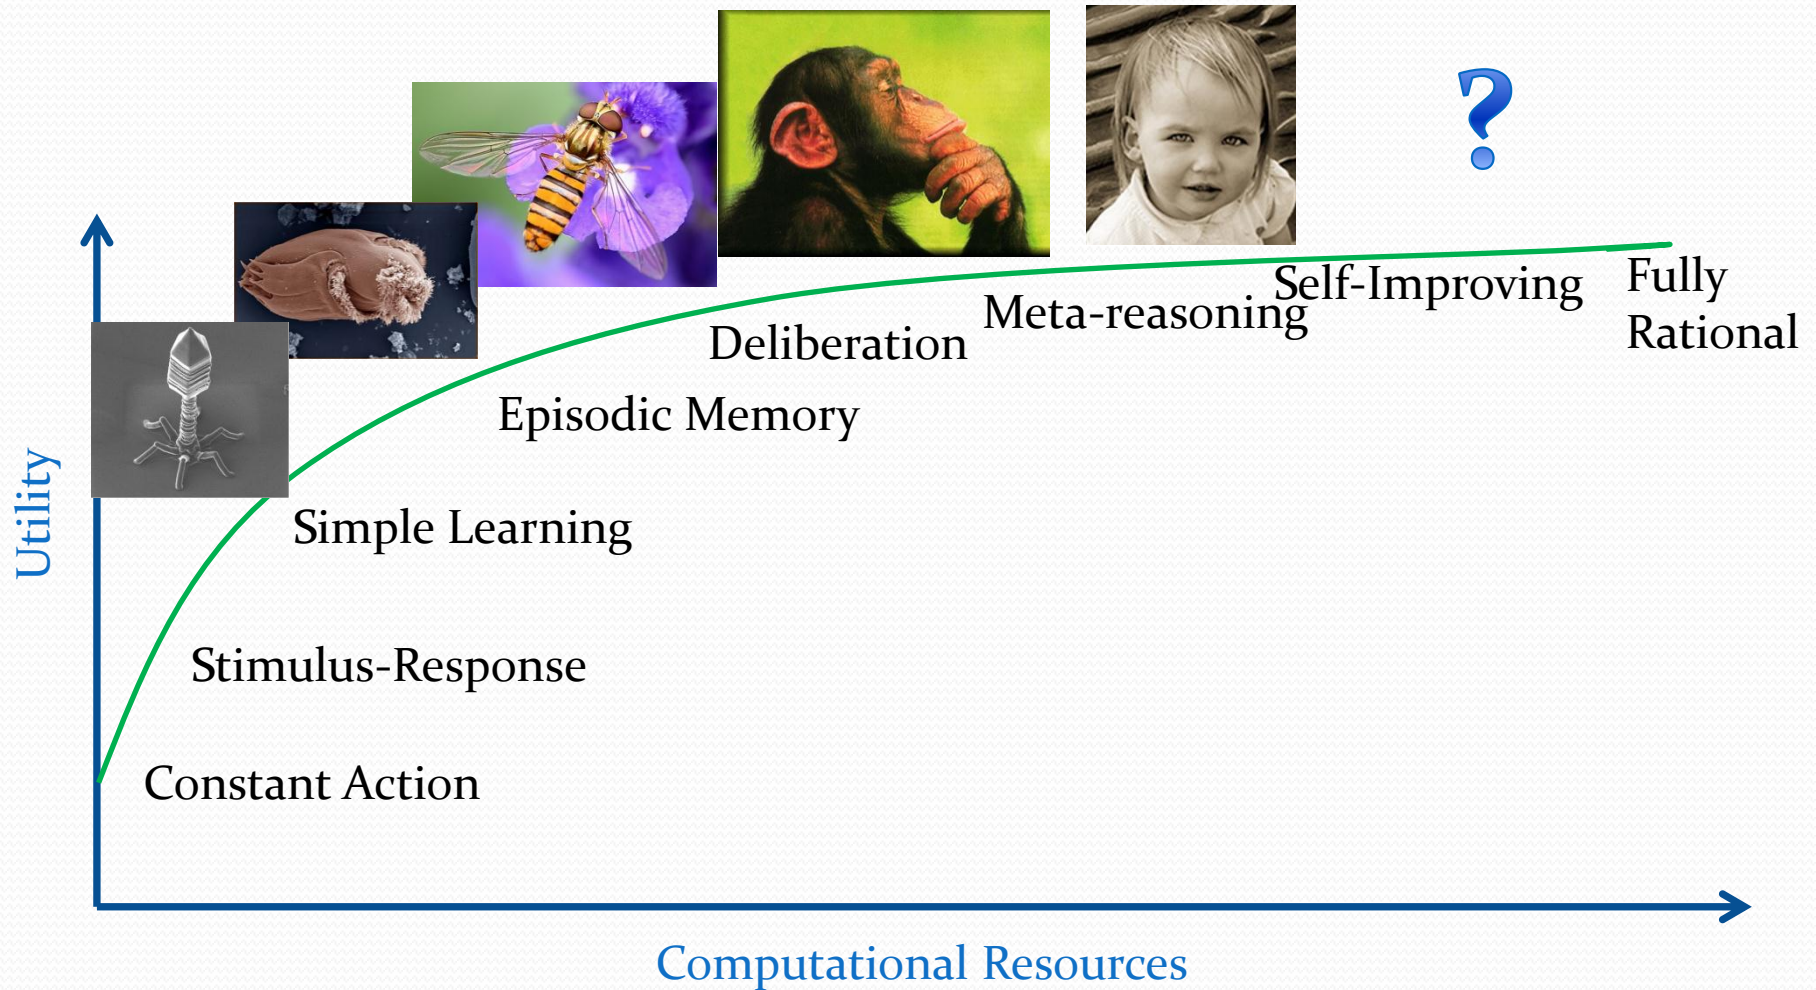 ?
Self-Improving
Fully
Rational
Meta-reasoning
Deliberation
Episodic Memory
Simple Learning
Stimulus-Response
Constant Action
Utility
Computational Resources